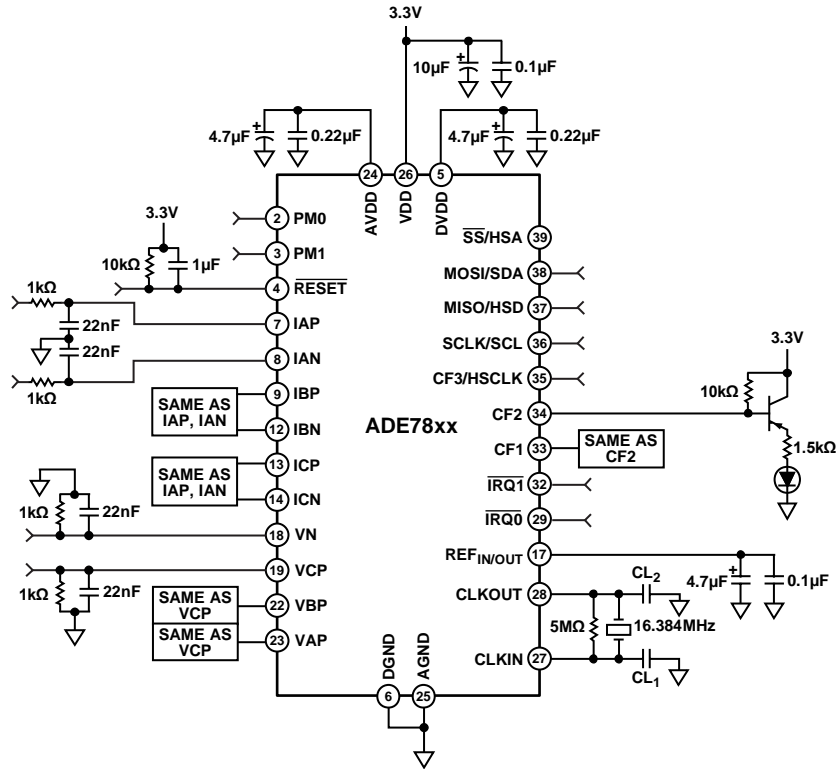 3.3V
10µF
0.1µF
4.7µF
0.22µF
4.7µF
0.22µF
24
26
5
AVDD
VDD
DVDD
3.3V
10kΩ
1µF
2
PM0
3
PM1
4
RESET
1kΩ
22nF
22nF
1kΩ
7
IAP
8
IAN
SAME AS
IAP, IAN
9
IBP
12
IBN
SAME AS
IAP, IAN
13
ICP
14
ICN
1kΩ
22nF
18
VN
19
VCP
1kΩ
22nF
SAME AS
VCP
22
VBP
SAME AS
VCP
23
VAP
ADE78xx
SS/HSA
39
MOSI/SDA
38
MISO/HSD
37
SCLK/SCL
36
CF3/HSCLK
35
CF2
34
CF1
33
SAME AS
CF2
3.3V
10kΩ
1.5kΩ
IRQ1
32
IRQ0
29
REFIN/OUT
17
4.7µF
0.1µF
CLKOUT
28
CL2
5MΩ
16.384MHz
CLKIN
27
CL1
DGND
AGND
6
25